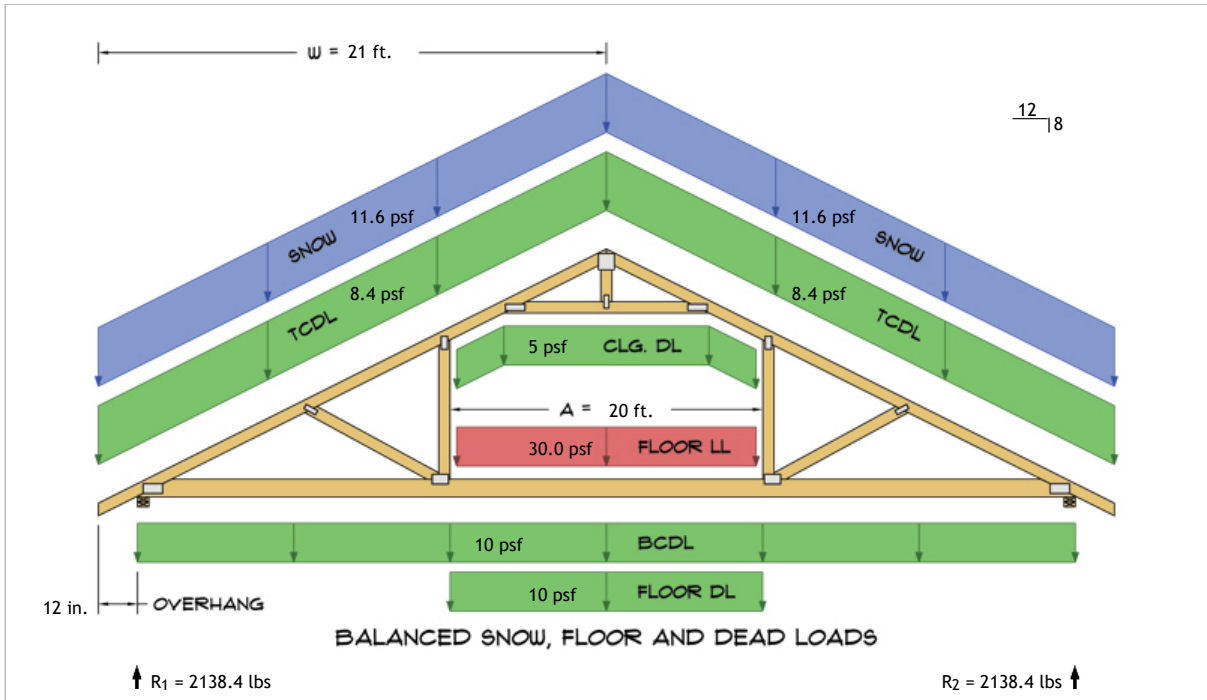 W = 21 ft.
12
8
11.6 psf
11.6 psf
SNOW
SNOW
8.4 psf
8.4 psf
TCDL
TCDL
5 psf CLG. DL
A = 20 ft.
30.0 psf FLOOR LL
10 psf BCDL
10 psf FLOOR DL
12 in. OVERHANG
BALANCED SNOW, FLOOR AND DEAD LOADS
R1 = 2138.4 lbs
R2 = 2138.4 lbs